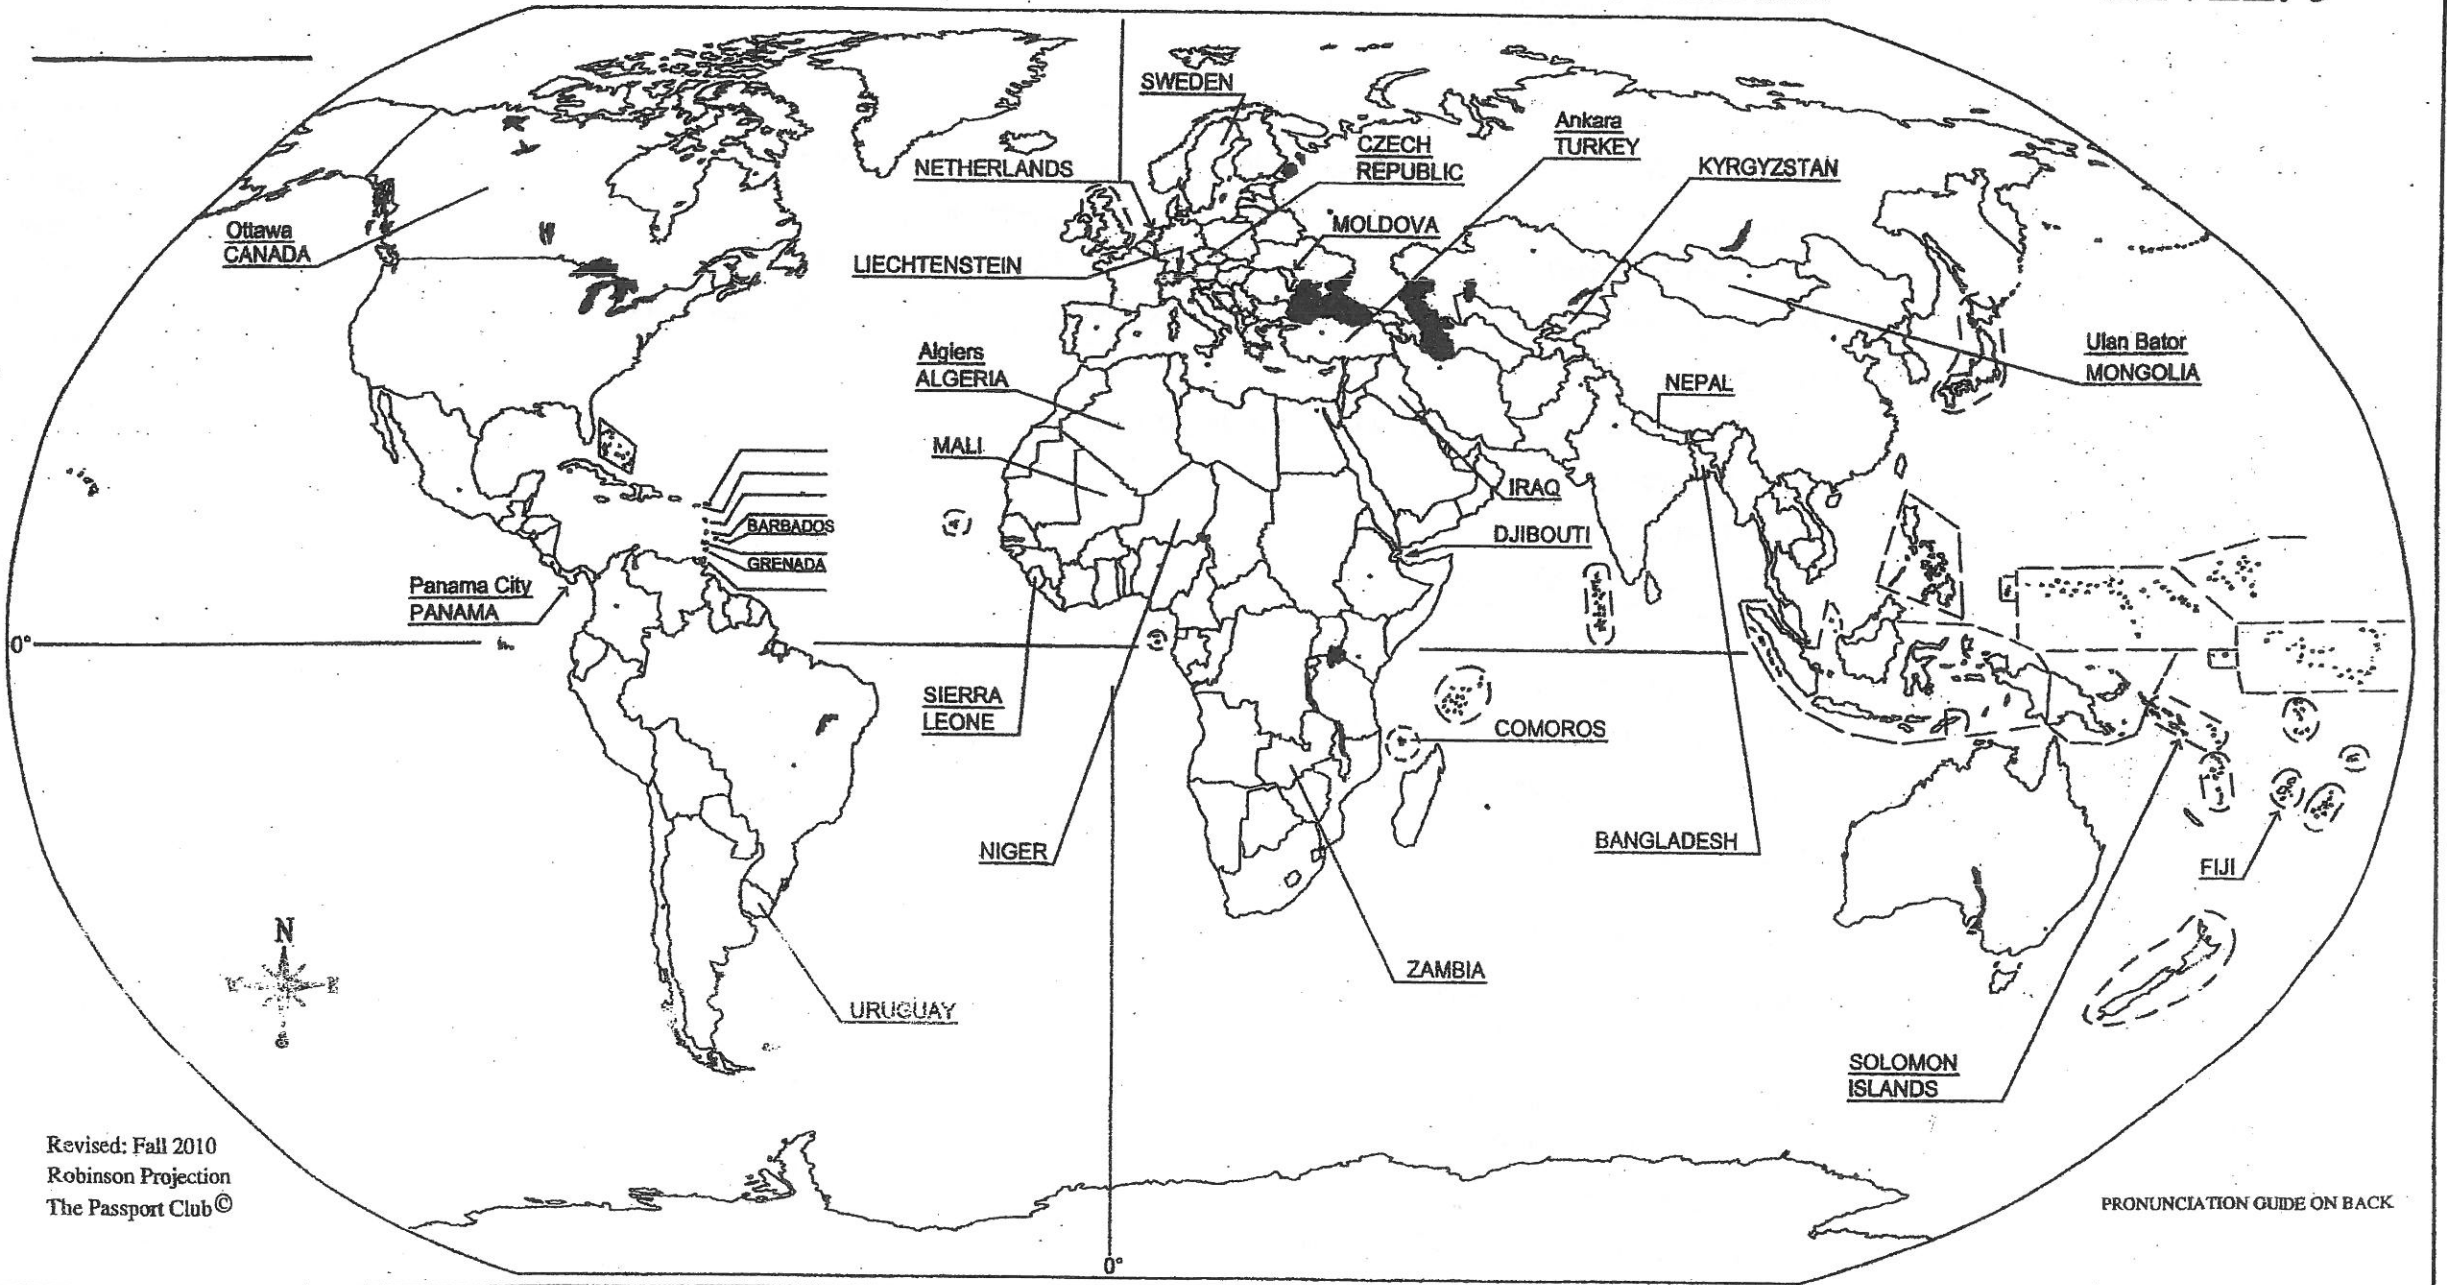 SWEDEN
Ankara
TURKEY
CZECH
REPUBLIC
NETHERLANDS
KYRGYZSTAN
Ottawa
CANADA
MOLDOVA
LIECHTENSTEIN
Algiers
ALGERIA
Ulan Bator
MONGOLIA
NEPAL
MALI
IRAQ
BARBADOS
DJIBOUTI
GRENADA
Panama City
PANAMA
0°
SIERRA
LEONE
COMOROS
NIGER
BANGLADESH
FIJI
N
ZAMBIA
URUGUAY
SOLOMON
ISLANDS
Revised: Fall 2010
Robinson Projection
The Passport Club©
PRONUNCIATION GUIDE ON BACK
0°